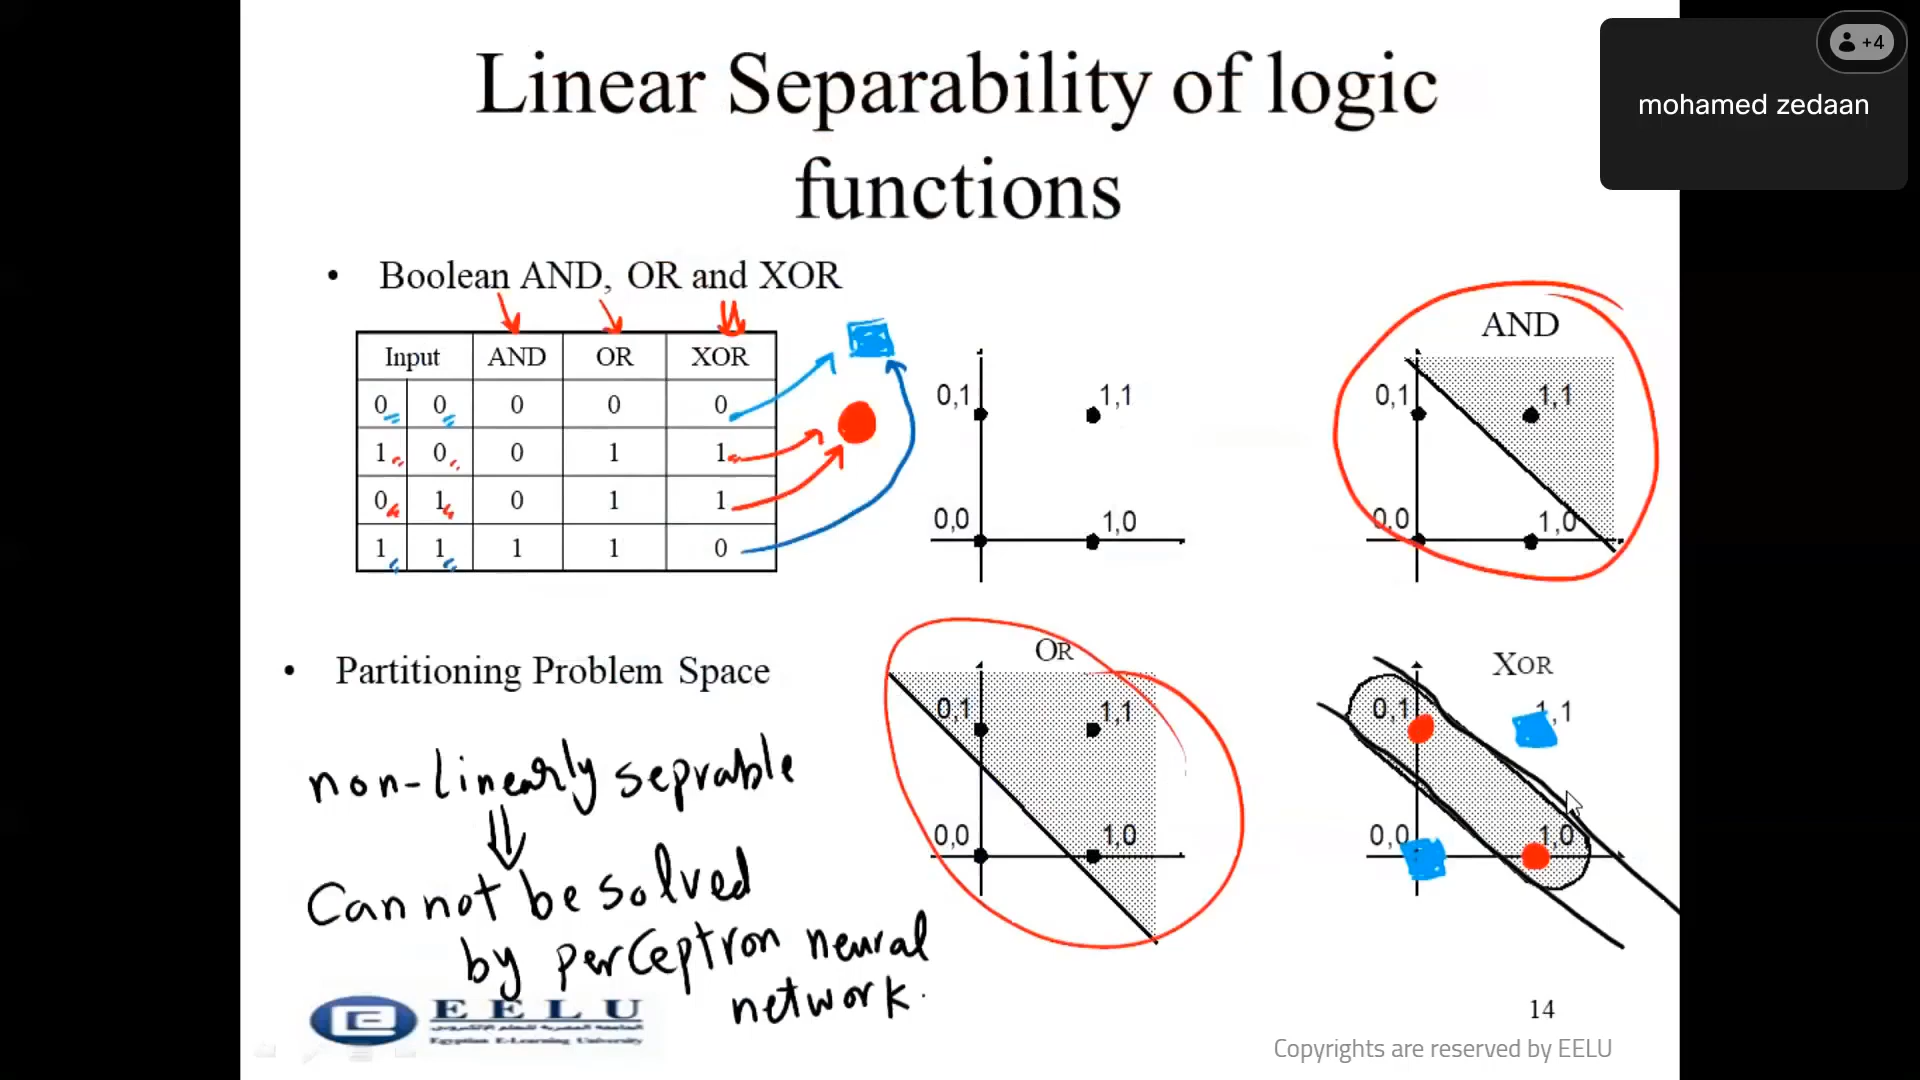 Linear Separability of logic
functions
+4
mohamed zedaan
• Boolean AND, OR and XOR
Input AND OR XOR
0 0 0 0 0
1 0 0 1 1
0 1 0 1 1
1 1 1 1 0
0,1 1,1
0,0 1,0
AND
0,1 1,1
0,0 1,0
• Partitioning Problem Space
non-linearly seprable
Cannot be solved
by perceptron neural
network.
OR
0,1 1,1
0,0 1,0
XOR
0,1 1,1
0,0 1,0
EELU
الجامعة المصرية للتعلم الإلكتروني
Egyptian E-Learning University
14
Copyrights are reserved by EELU